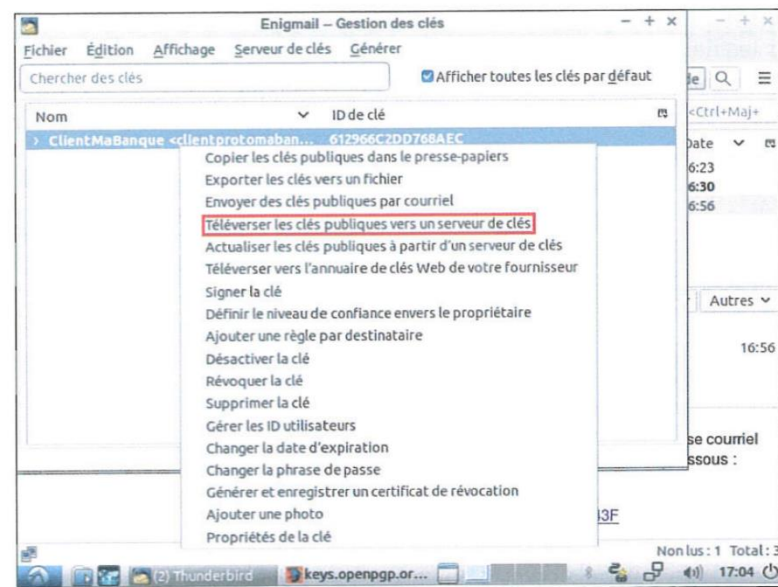 Enigmail – Gestion des clés
Fichier Édition Affichage Serveur de clés Générer
Chercher des clés
Afficher toutes les clés par défaut
Nom
ID de clé
ClientMaBanque <clientprotomaban... 612966C2DD768AEC
Copier les clés publiques dans le presse-papiers
Exporter les clés vers un fichier
Envoyer des clés publiques par courriel
Téléverser les clés publiques vers un serveur de clés
Actualiser les clés publiques à partir d'un serveur de clés
Téléverser vers l'annuaire de clés Web de votre fournisseur
Signer la clé
Définir le niveau de confiance envers le propriétaire
Ajouter une règle par destinataire
Désactiver la clé
Révoquer la clé
Supprimer la clé
Gérer les ID utilisateurs
Changer la date d'expiration
Changer la phrase de passe
Générer et enregistrer un certificat de révocation
Ajouter une photo
Propriétés de la clé
de
<Ctrl+Maj+
Date
6:23
6:30
6:56
Autres
16:56
se courriel
ssous :
43F
Non lus : 1 Total : 3
(2) Thunderbird
keys.openpgp.or...
17:04